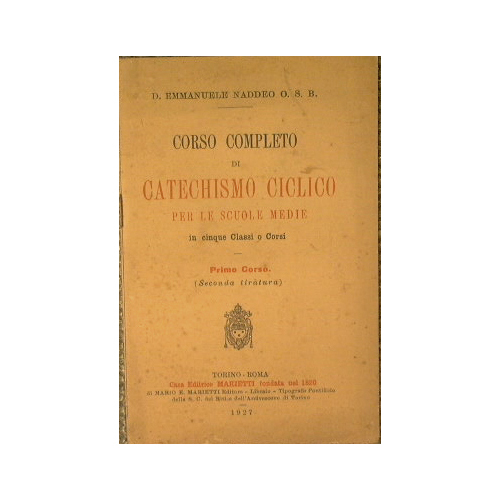 D. EMMANUELE NADDEO O. S. B.
CORSO COMPLETO
DI
CATECHISMO CICLICO
PER LE SCUOLE MEDIE
in cinque Classi o Corsi
Primo Corso.
(Seconda tiratura)
TORINO - ROMA
Casa Editrice MARIETTI fondata nel 1820
di MARIO E. MARIETTI Editore - Libraio - Tipografo Pontificio
della S. C. dei Riti e dell'Arcivescovo di Torino
1927